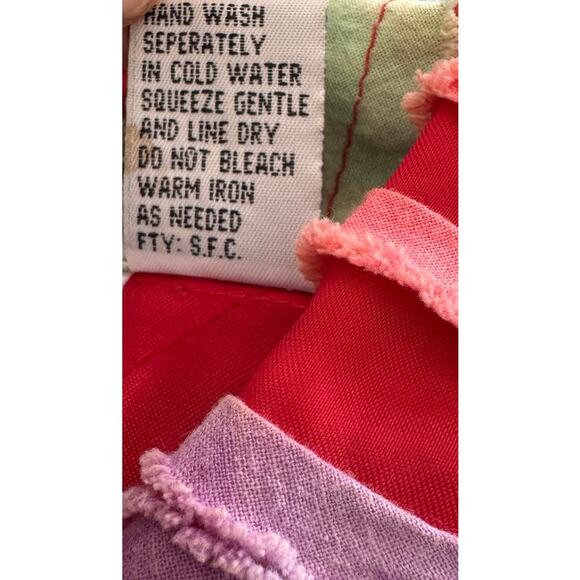 HAND WASH
SEPERATELY
IN COLD WATER
SQUEEZE GENTLE
AND LINE DRY
DO NOT BLEACH
WARM IRON
AS NEEDED
FTY: S.F.C.